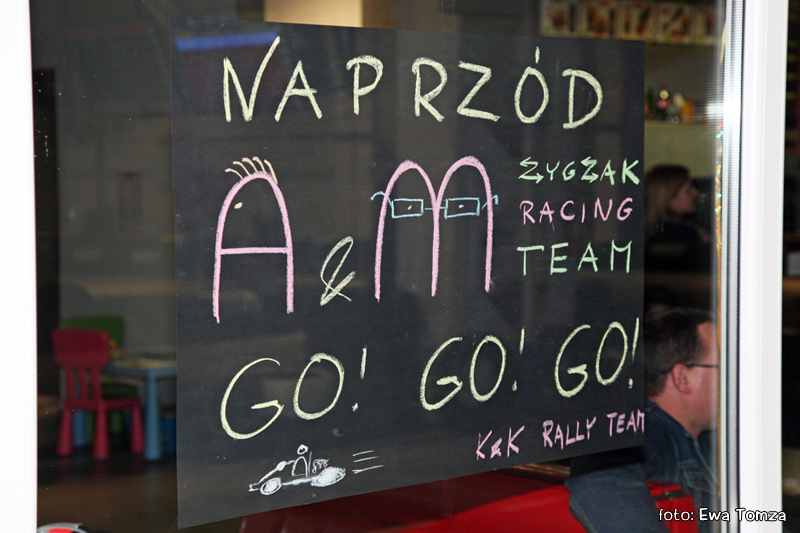 NAPRZÓD
A & M
ZYGZAK
RACING
TEAM
GO! GO! GO!
K&K RALLY TEAM
foto: Ewa Tomza